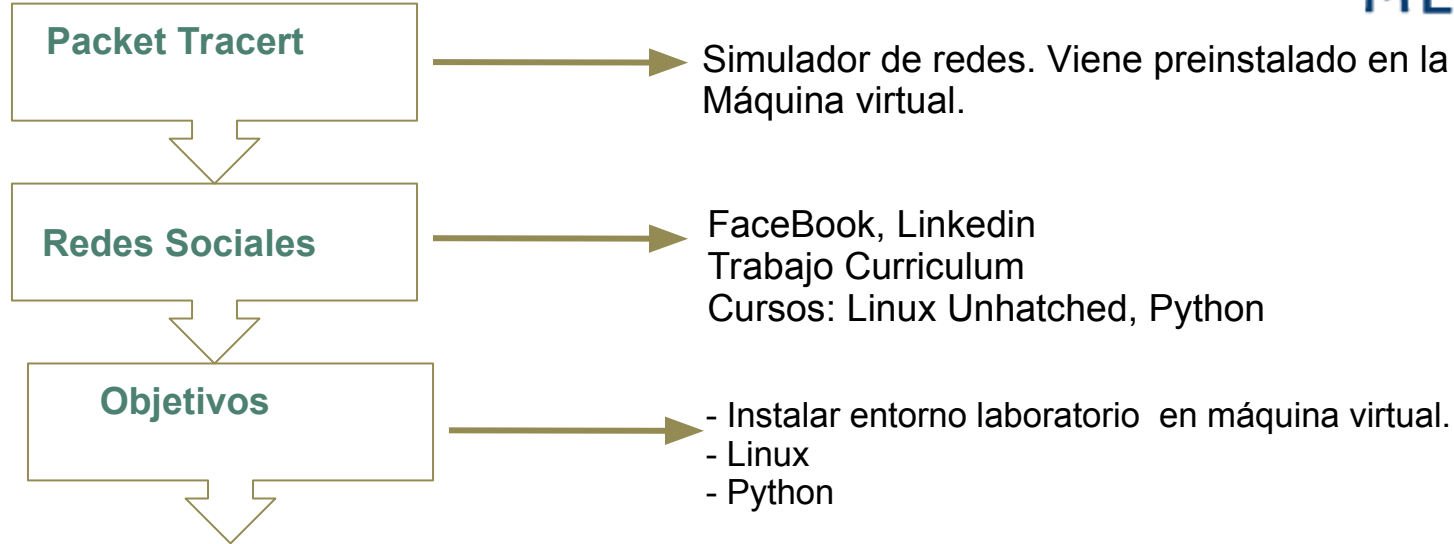 Packet Tracert
Simulador de redes. Viene preinstalado en la
Máquina virtual.
Redes Sociales
FaceBook, Linkedin
Trabajo Curriculum
Cursos: Linux Unhatched, Python
Objetivos
- Instalar entorno laboratorio en máquina virtual.
- Linux
- Python